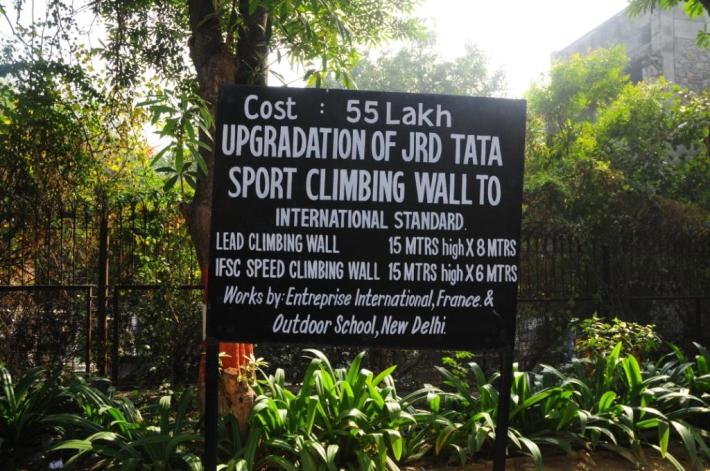 Cost : 55 Lakh
UPGRADATION OF JRD TATA
SPORT CLIMBING WALL TO
INTERNATIONAL STANDARD.
LEAD CLIMBING WALL 15 MTRS high X 8 MTRS
IFSC SPEED CLIMBING WALL 15 MTRS high X 6 MTRS
Works by: Entreprise International, France. &
Outdoor School, New Delhi.